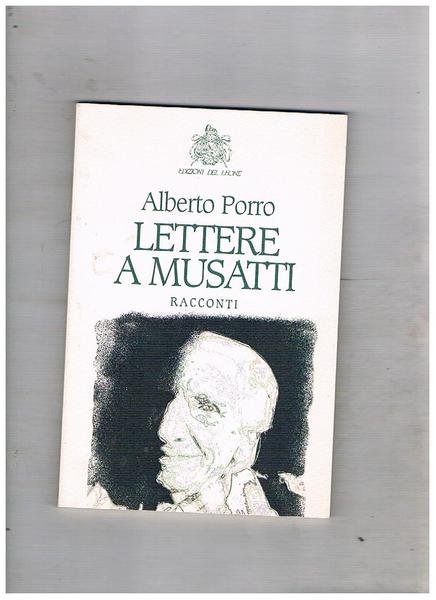 EDIZIONI DEL LEONE
Alberto Porro
LETTERE
A MUSATTI
RACCONTI